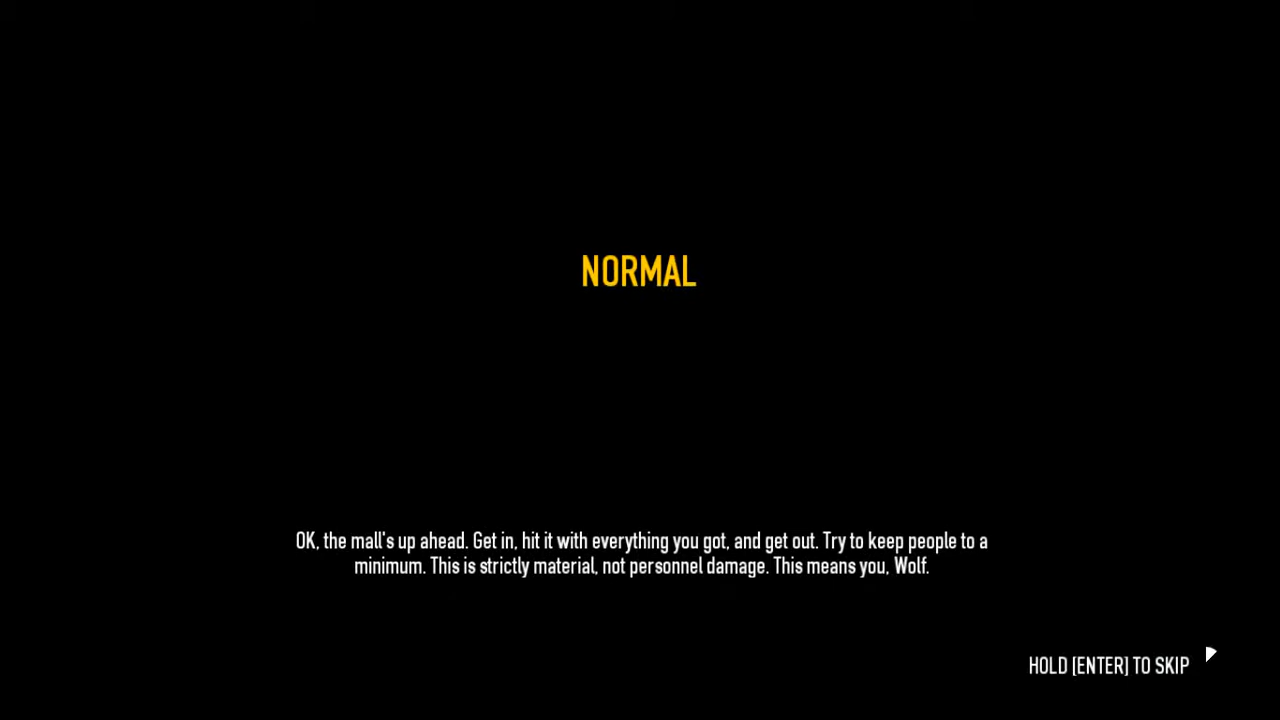 NORMAL
OK, the mall's up ahead. Get in, hit it with everything you got, and get out. Try to keep people to a
minimum. This is strictly material, not personnel damage. This means you, Wolf.
HOLD [ENTER] TO SKIP